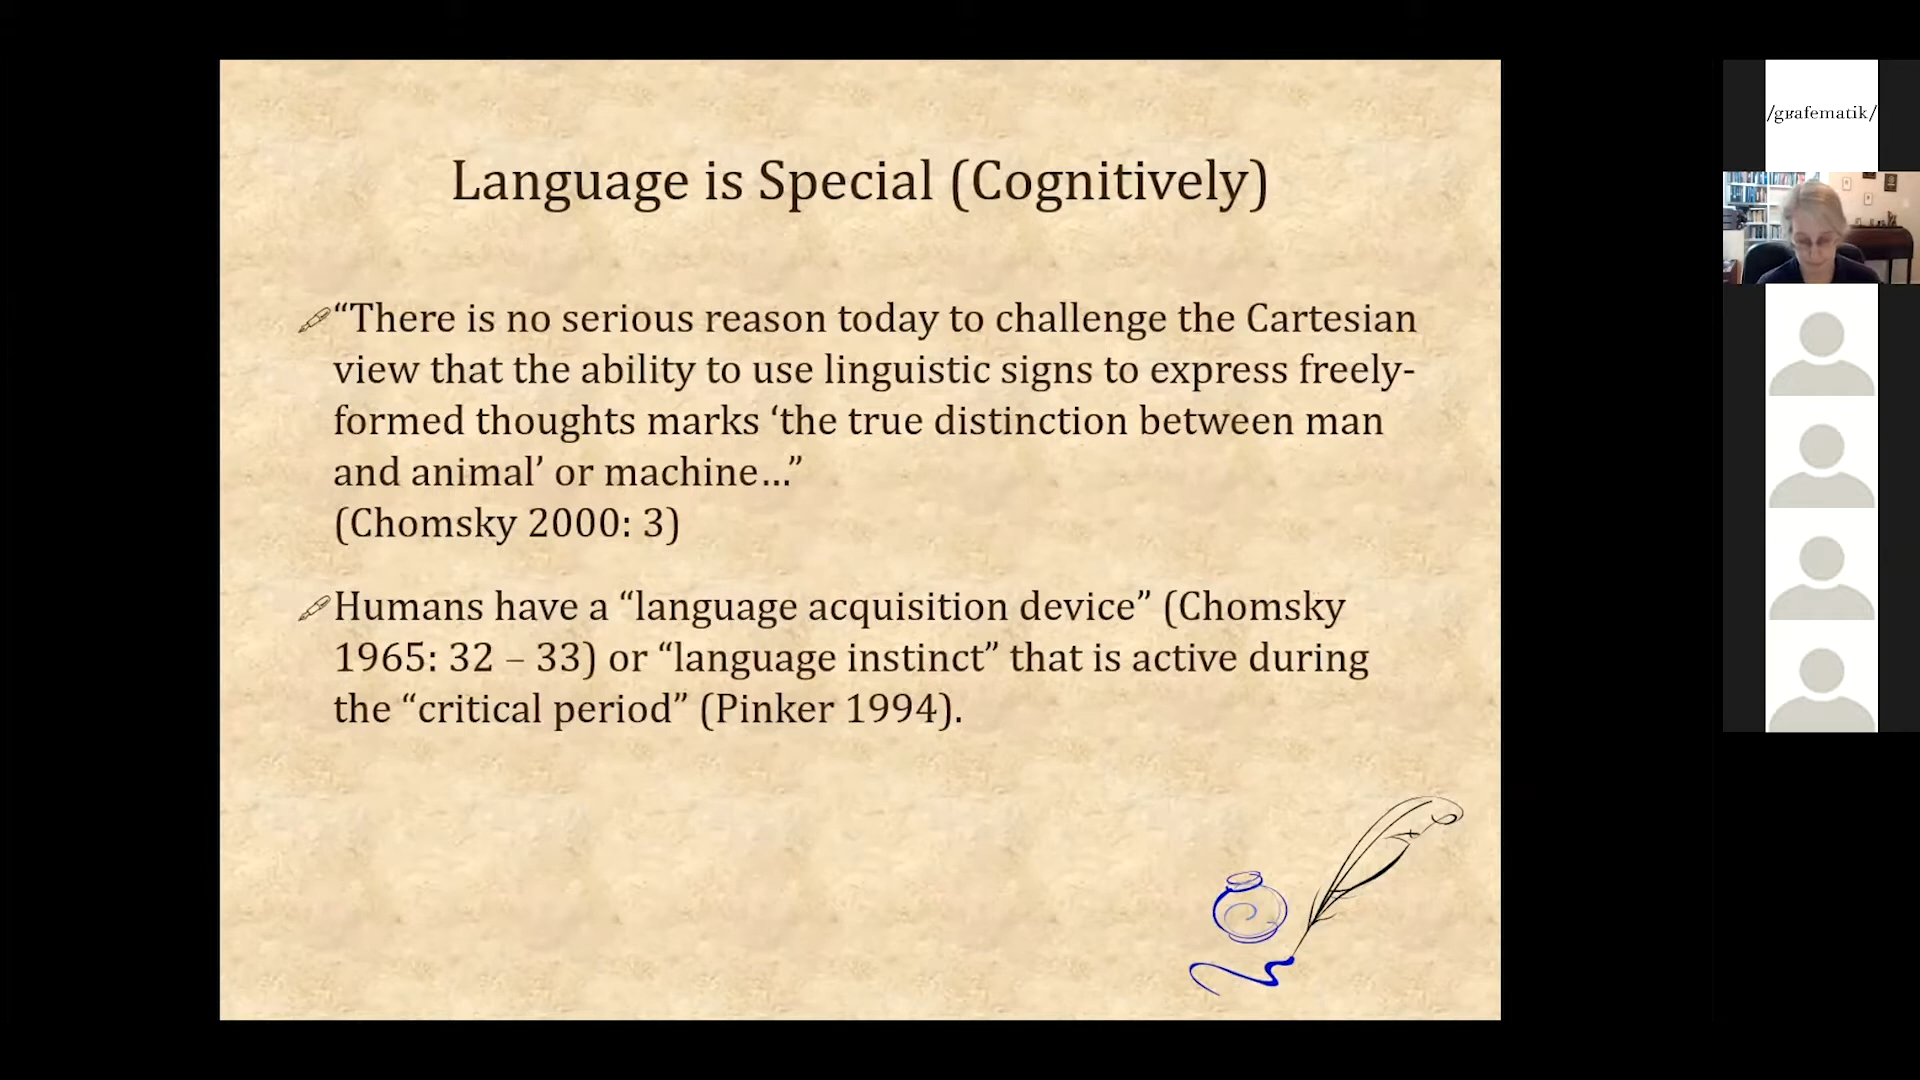 Language is Special (Cognitively)
“There is no serious reason today to challenge the Cartesian
view that the ability to use linguistic signs to express freely-
formed thoughts marks ‘the true distinction between man
and animal’ or machine…”
(Chomsky 2000: 3)
Humans have a “language acquisition device” (Chomsky
1965: 32 – 33) or “language instinct” that is active during
the “critical period” (Pinker 1994).
/gʁafematik/